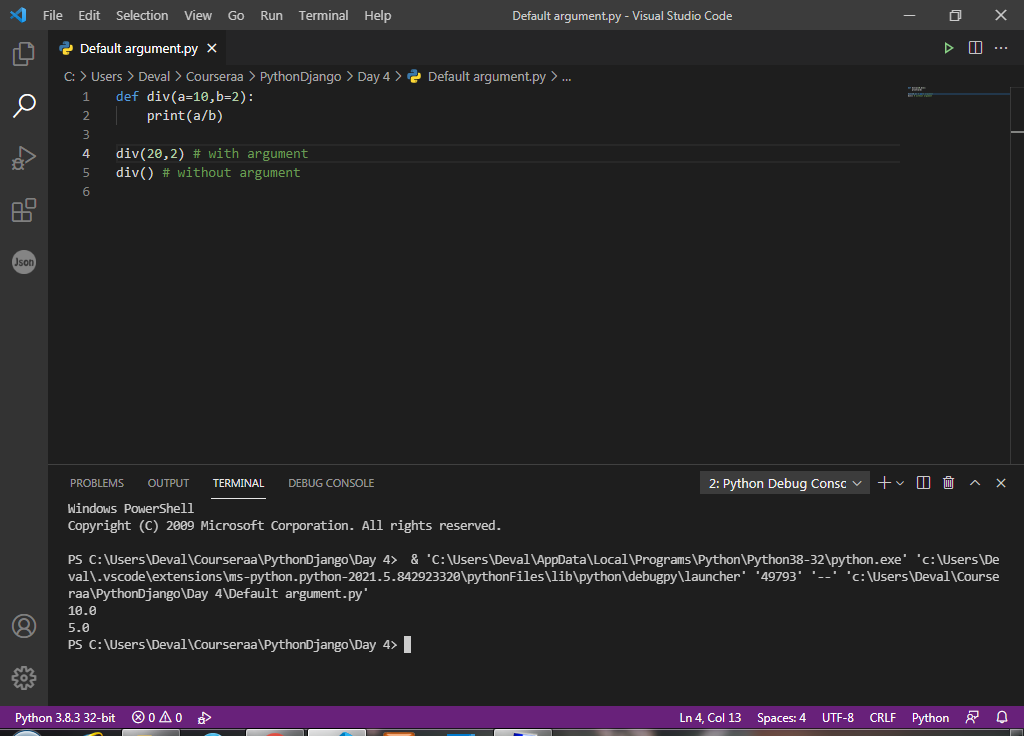 File Edit Selection View Go Run Terminal Help Default argument.py - Visual Studio Code
Default argument.py
C: > Users > Deval > Courseraa > PythonDjango > Day 4 > Default argument.py > ...
1 def div(a=10,b=2):
2 print(a/b)
3
4 div(20,2) # with argument
5 div() # without argument
6
Json
PROBLEMS OUTPUT TERMINAL DEBUG CONSOLE 2: Python Debug Consc
Windows PowerShell
Copyright (C) 2009 Microsoft Corporation. All rights reserved.
PS C:\Users\Deval\Courseraa\PythonDjango\Day 4>  & 'C:\Users\Deval\AppData\Local\Programs\Python\Python38-32\python.exe' 'c:\Users\De
val\.vscode\extensions\ms-python.python-2021.5.842923320\pythonFiles\lib\python\debugpy\launcher' '49793' '--' 'c:\Users\Deval\Course
raa\PythonDjango\Day 4\Default argument.py'
10.0
5.0
PS C:\Users\Deval\Courseraa\PythonDjango\Day 4>
Python 3.8.3 32-bit 0 0 Ln 4, Col 13 Spaces: 4 UTF-8 CRLF Python